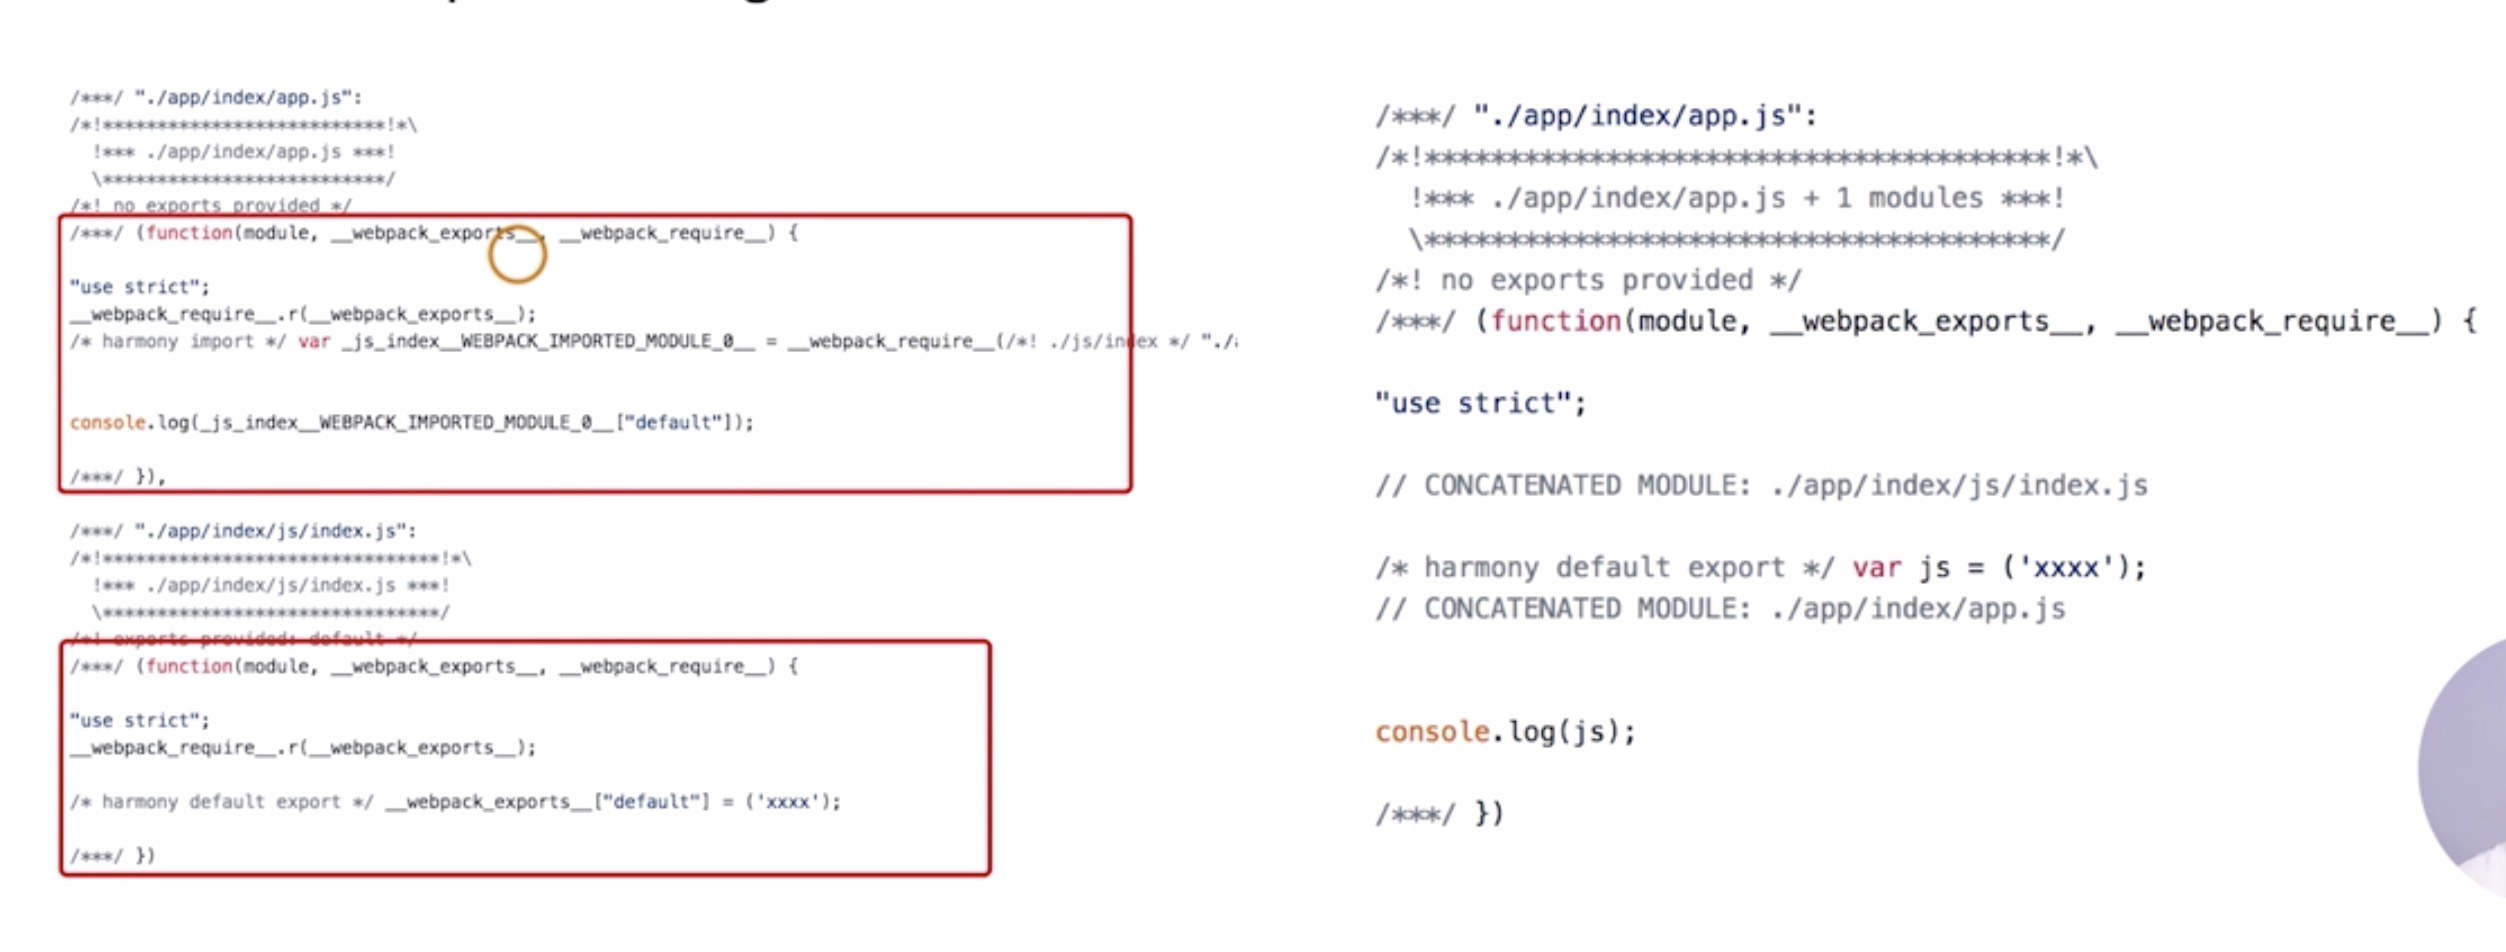 /***/ "./app/index/app.js":
/*!**************************!*\
!*** ./app/index/app.js ***!
\**************************/
/*! no exports provided */
/***/ (function(module, __webpack_exports__, __webpack_require__) {
"use strict";
__webpack_require__.r(__webpack_exports__);
/* harmony import */ var _js_index__WEBPACK_IMPORTED_MODULE_0__ = __webpack_require__(/*! ./js/index */ "./
console.log(_js_index__WEBPACK_IMPORTED_MODULE_0__["default"]);
/***/ }),
/***/ "./app/index/js/index.js":
/*!*******************************!*\
!*** ./app/index/js/index.js ***!
\*******************************/
/*! exports provided: default */
/***/ (function(module, __webpack_exports__, __webpack_require__) {
"use strict";
__webpack_require__.r(__webpack_exports__);
/* harmony default export */ __webpack_exports__["default"] = ('xxxx');
/***/ })
/***/ "./app/index/app.js":
/*!**************************************!*\
!*** ./app/index/app.js + 1 modules ***!
\**************************************/
/*! no exports provided */
/***/ (function(module, __webpack_exports__, __webpack_require__) {
"use strict";
// CONCATENATED MODULE: ./app/index/js/index.js
/* harmony default export */ var js = ('xxxx');
// CONCATENATED MODULE: ./app/index/app.js
console.log(js);
/***/ })